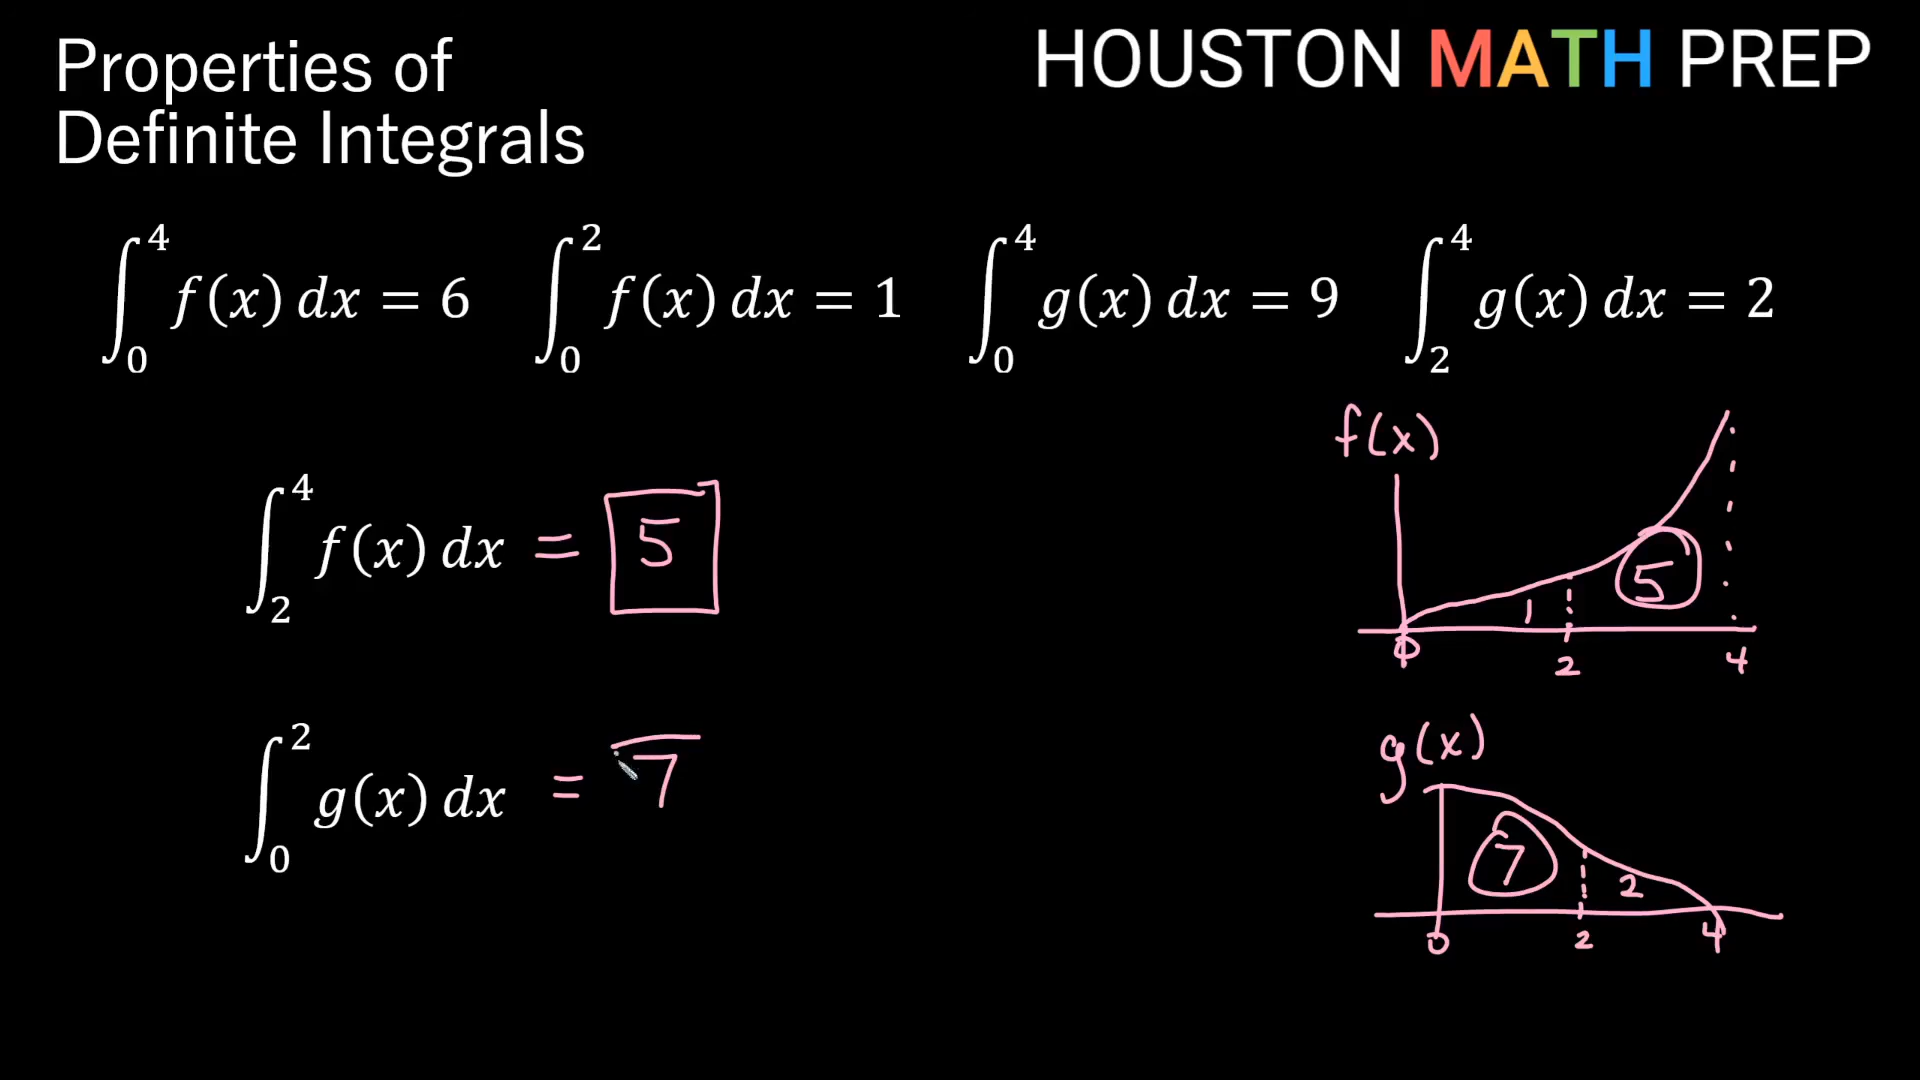 Properties of
Definite Integrals
HOUSTON MATH PREP
∫₀⁴ f(x) dx = 6
∫₀² f(x) dx = 1
∫₀⁴ g(x) dx = 9
∫₂⁴ g(x) dx = 2
∫₂⁴ f(x) dx = 5
f(x)
1
5
0
2
4
∫₀² g(x) dx = 7
g(x)
7
2
0
2
4